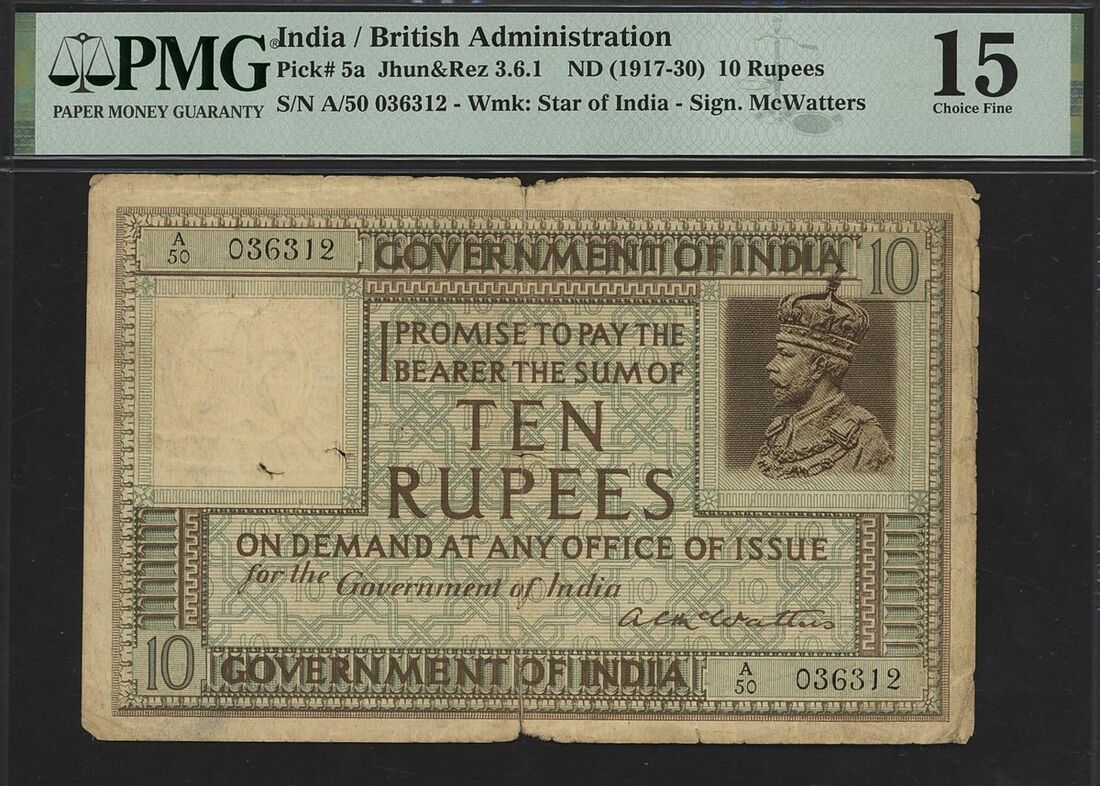 PMG®
PAPER MONEY GUARANTY
India / British Administration
Pick# 5a Jhun&Rez 3.6.1 ND (1917-30) 10 Rupees
S/N A/50 036312 - Wmk: Star of India - Sign. McWatters
15
Choice Fine
A
50 036312
GOVERNMENT OF INDIA
10
I PROMISE TO PAY THE
BEARER THE SUM OF
TEN
RUPEES
ON DEMAND AT ANY OFFICE OF ISSUE
for the Government of India
A C McWatters
10
GOVERNMENT OF INDIA
A
50 036312